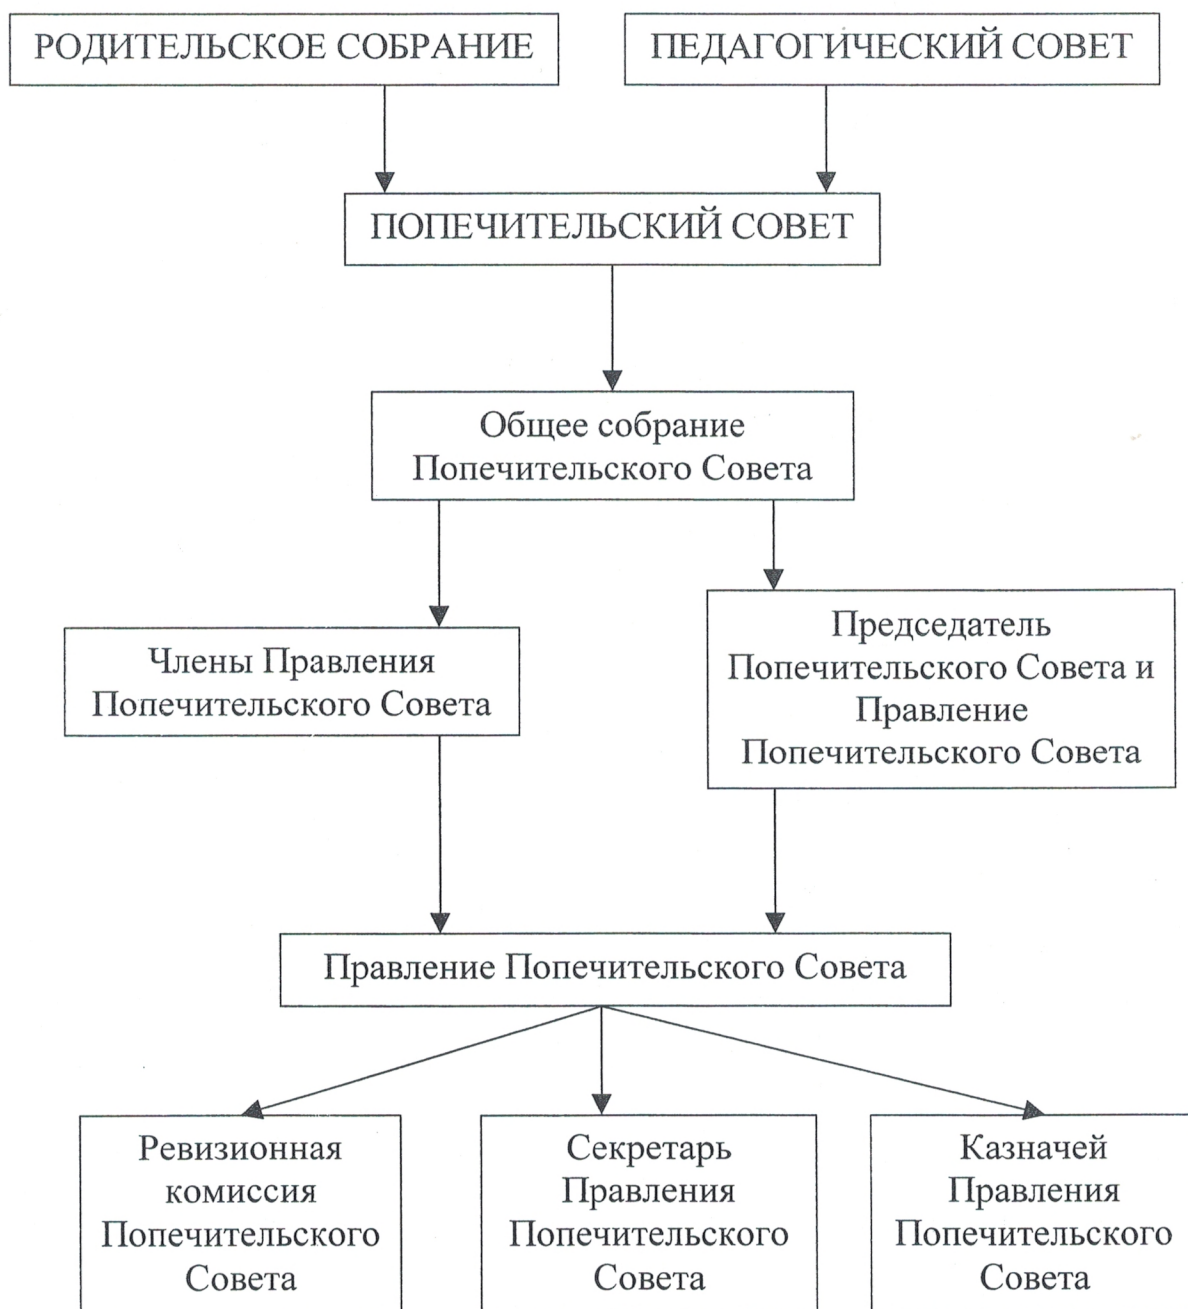 РОДИТЕЛЬСКОЕ СОБРАНИЕ
ПЕДАГОГИЧЕСКИЙ СОВЕТ
ПОПЕЧИТЕЛЬСКИЙ СОВЕТ
Общее собрание
Попечительского Совета
Члены Правления
Попечительского Совета
Председатель
Попечительского Совета и
Правление
Попечительского Совета
Правление Попечительского Совета
Ревизионная
комиссия
Попечительского
Совета
Секретарь
Правления
Попечительского
Совета
Казначей
Правления
Попечительского
Совета